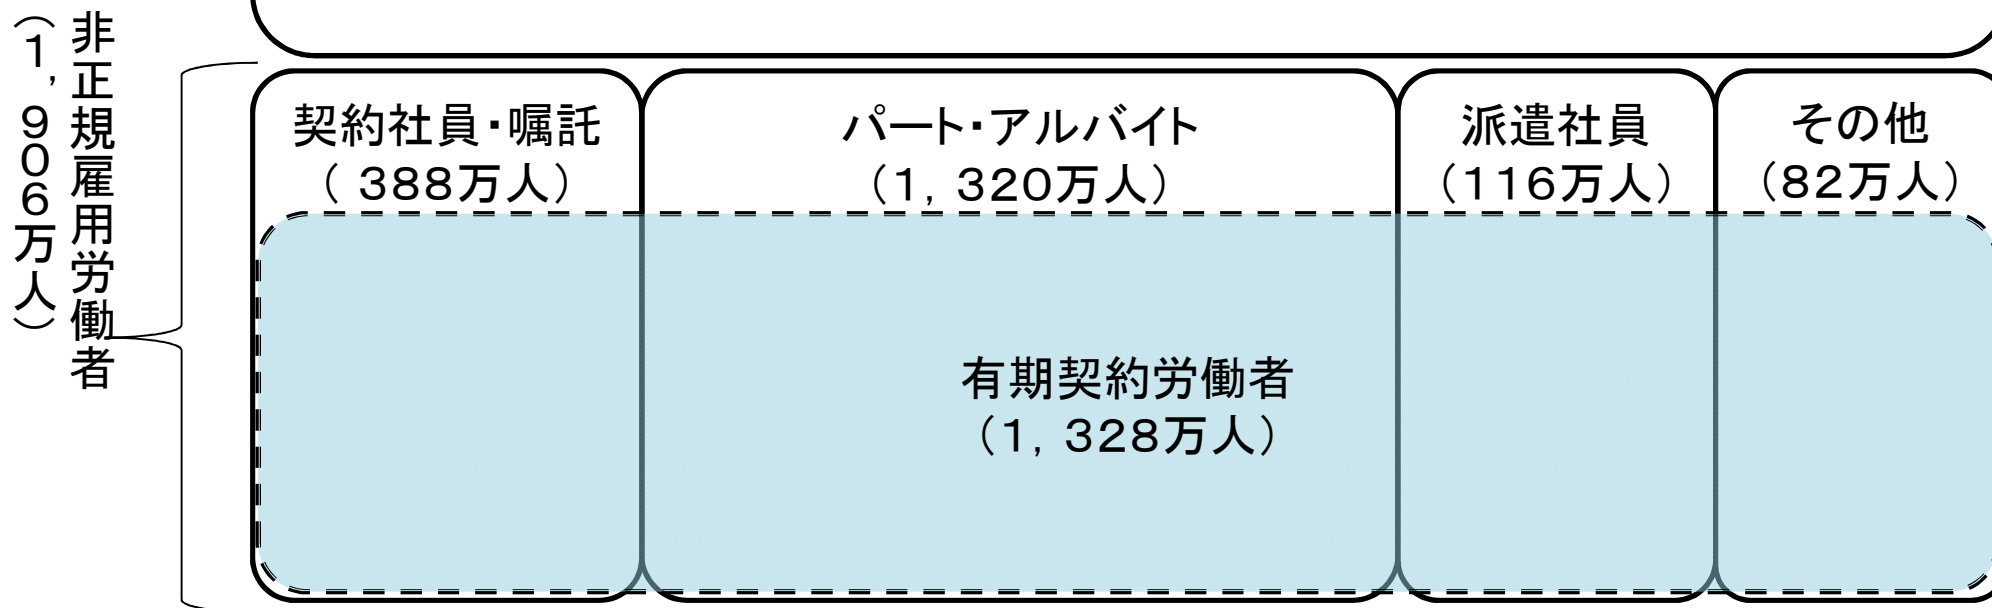 非正規雇用労働者
（１，９０６万人）
契約社員・嘱託
（ 388万人）
パート・アルバイト
（１，３２０万人）
派遣社員
（１１６万人）
その他
（８２万人）
有期契約労働者
（１，３２８万人）